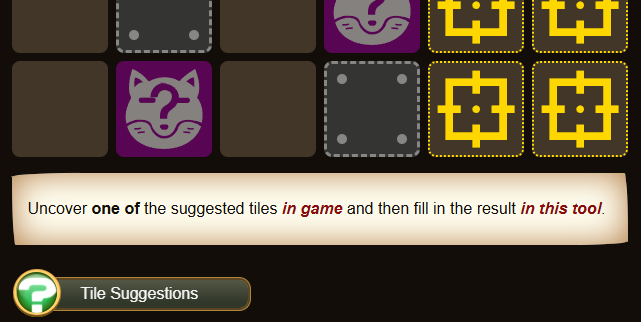 Uncover one of the suggested tiles in game and then fill in the result in this tool.
Tile Suggestions